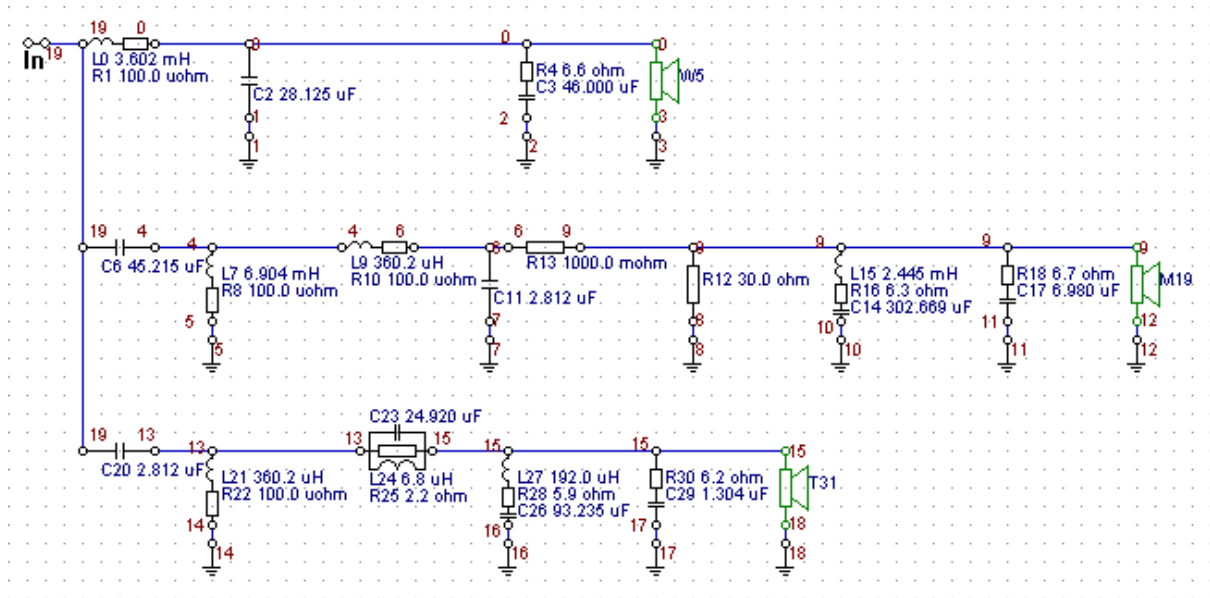 19 0
In 19
L0 3.602 mH
R1 100.0 uohm
0
C2 28.125 uF
1
1
0
R4 6.6 ohm
C3 46.000 uF
2
2
0
W5
3
3
19 4
C6 45.215 uF
4
L7 6.904 mH
R8 100.0 uohm
5
5
4 6
L9 360.2 uH
R10 100.0 uohm
6
C11 2.812 uF
7
7
6 9
R13 1000.0 mohm
9
R12 30.0 ohm
8
8
9
L15 2.445 mH
R16 6.3 ohm
C14 302.669 uF
10
10
9
R18 6.7 ohm
C17 6.980 uF
11
11
9
M19
12
12
19 13
C20 2.812 uF
13
L21 360.2 uH
R22 100.0 uohm
14
14
C23 24.920 uF
13 15
L24 6.8 uH
R25 2.2 ohm
15
L27 192.0 uH
R28 5.9 ohm
C26 93.235 uF
16
16
15
R30 6.2 ohm
C29 1.304 uF
17
17
15
T31
18
18